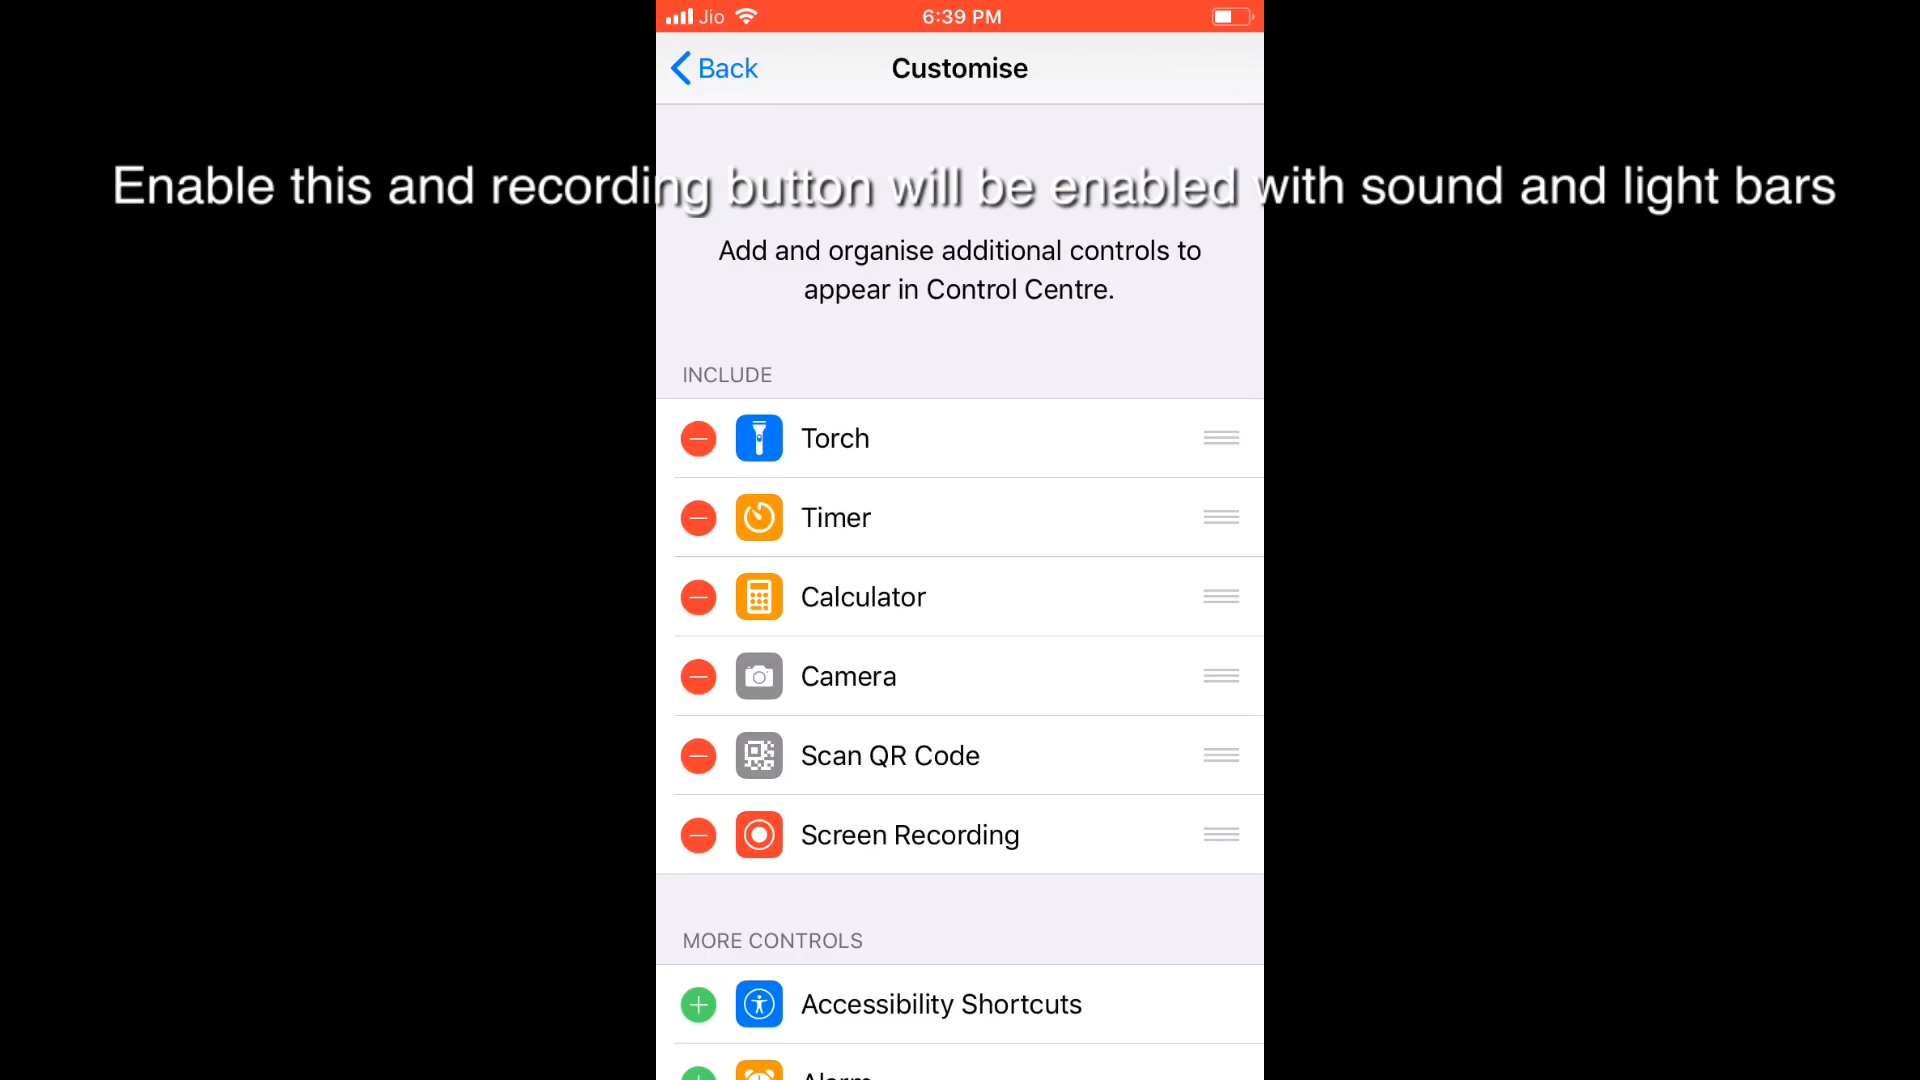 Jio 6:39 PM
Back Customise
Enable this and recording button will be enabled with sound and light bars
Add and organise additional controls to
appear in Control Centre.
INCLUDE
Torch
Timer
Calculator
Camera
Scan QR Code
Screen Recording
MORE CONTROLS
Accessibility Shortcuts